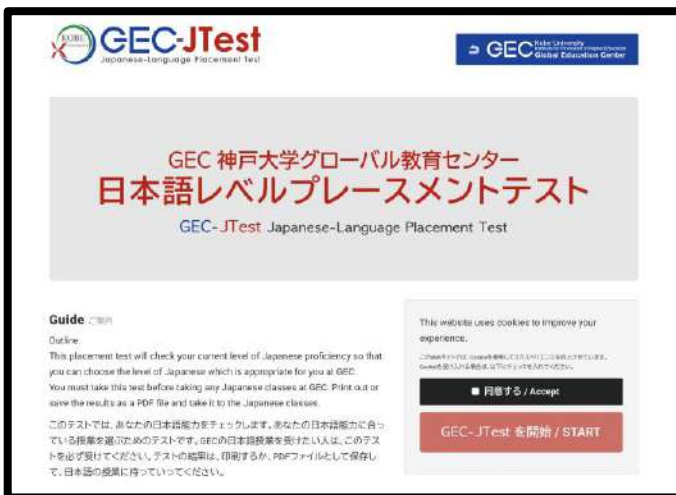 KOBE
GEC-JTest
Japanese-Language Placement Test
GEC Kobe University
Institute for Promotion of Higher Education
Global Education Center
GEC 神戸大学グローバル教育センター
日本語レベルプレースメントテスト
GEC-JTest Japanese-Language Placement Test
Guide ご案内
Outline
This placement test will check your current level of Japanese proficiency so that
you can choose the level of Japanese which is appropriate for you at GEC.
You must take this test before taking any Japanese classes at GEC. Print out or
save the results as a PDF file and take it to the Japanese classes.
このテストでは、あなたの日本語能力をチェックします。あなたの日本語能力に合っ
ている授業を選ぶためのテストです。GECの日本語授業を受けたい人は、このテス
トを必ず受けてください。テストの結果は、印刷するか、PDFファイルとして保存し
て、日本語の授業に持っていってください。
This website uses cookies to improve your
experience.
同意する / Accept
GEC-JTest を開始 / START